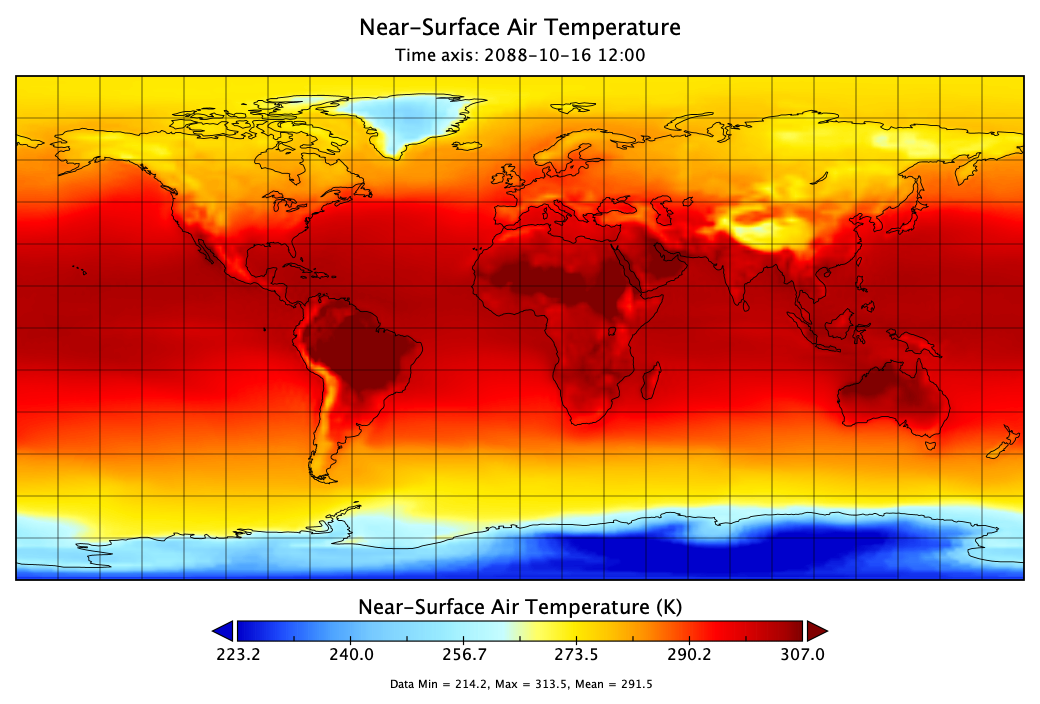 Near-Surface Air Temperature
Time axis: 2088-10-16 12:00
Near-Surface Air Temperature (K)
223.2 240.0 256.7 273.5 290.2 307.0
Data Min = 214.2, Max = 313.5, Mean = 291.5